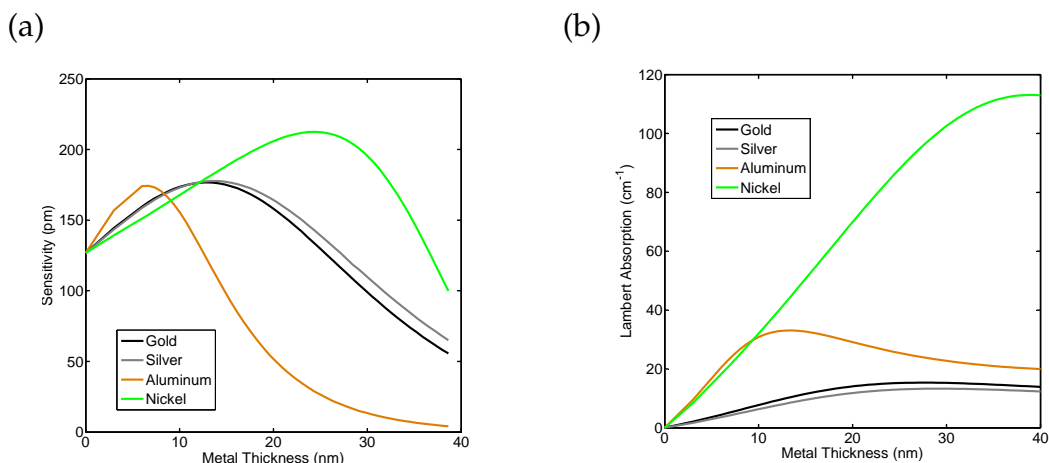 (a)
(b)
250
200
150
100
50
0
Sensitivity (pm)
Gold
Silver
Aluminum
Nickel
0 10 20 30 40
Metal Thickness (nm)
120
100
80
60
40
20
0
Lambert Absorption (cm⁻¹)
Gold
Silver
Aluminum
Nickel
0 10 20 30 40
Metal Thickness (nm)